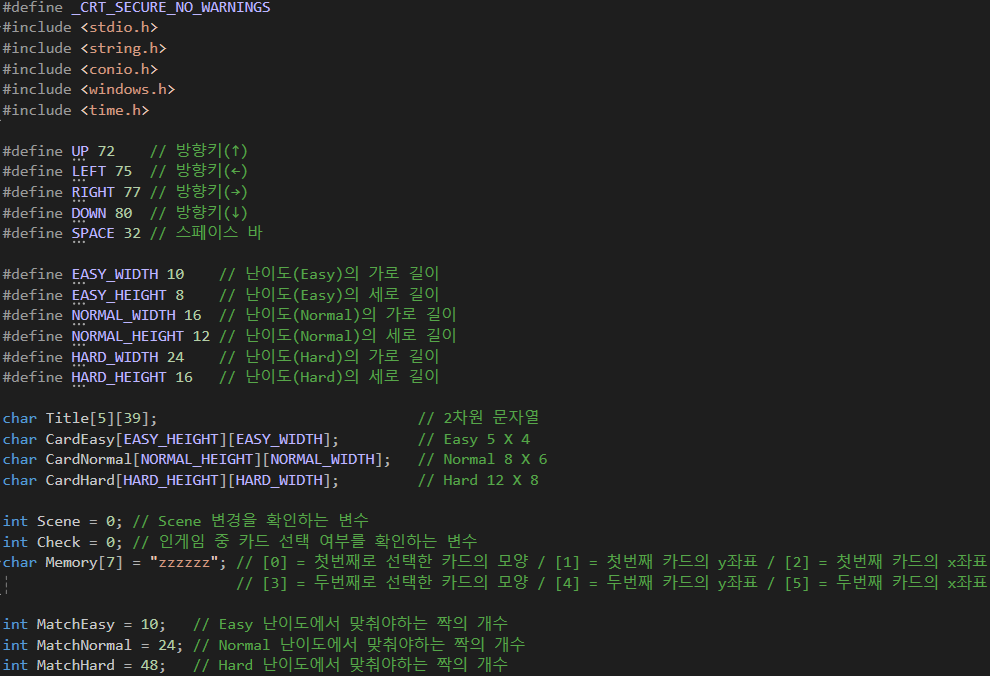 #define _CRT_SECURE_NO_WARNINGS
#include <stdio.h>
#include <string.h>
#include <conio.h>
#include <windows.h>
#include <time.h>
#define UP 72    // 방향키(↑)
#define LEFT 75  // 방향키(←)
#define RIGHT 77 // 방향키(→)
#define DOWN 80  // 방향키(↓)
#define SPACE 32 // 스페이스 바
#define EASY_WIDTH 10    // 난이도(Easy)의 가로 길이
#define EASY_HEIGHT 8    // 난이도(Easy)의 세로 길이
#define NORMAL_WIDTH 16  // 난이도(Normal)의 가로 길이
#define NORMAL_HEIGHT 12 // 난이도(Normal)의 세로 길이
#define HARD_WIDTH 24    // 난이도(Hard)의 가로 길이
#define HARD_HEIGHT 16   // 난이도(Hard)의 세로 길이
char Title[5][39];                              // 2차원 문자열
char CardEasy[EASY_HEIGHT][EASY_WIDTH];         // Easy 5 X 4
char CardNormal[NORMAL_HEIGHT][NORMAL_WIDTH];   // Normal 8 X 6
char CardHard[HARD_HEIGHT][HARD_WIDTH];         // Hard 12 X 8
int Scene = 0; // Scene 변경을 확인하는 변수
int Check = 0; // 인게임 중 카드 선택 여부를 확인하는 변수
char Memory[7] = "zzzzzz"; // [0] = 첫번째로 선택한 카드의 모양 / [1] = 첫번째 카드의 y좌표 / [2] = 첫번째 카드의 x좌표
// [3] = 두번째로 선택한 카드의 모양 / [4] = 두번째 카드의 y좌표 / [5] = 두번째 카드의 x좌표
int MatchEasy = 10;   // Easy 난이도에서 맞춰야하는 짝의 개수
int MatchNormal = 24; // Normal 난이도에서 맞춰야하는 짝의 개수
int MatchHard = 48;   // Hard 난이도에서 맞춰야하는 짝의 개수